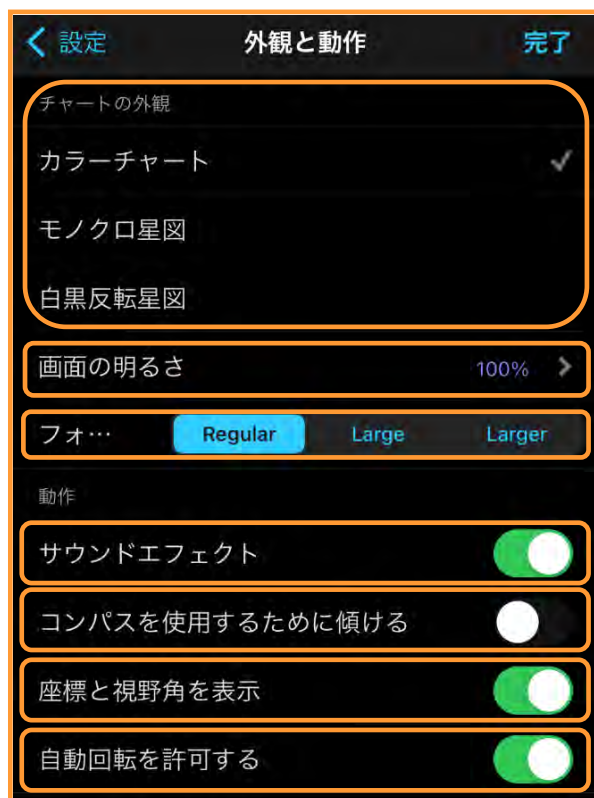 設定 外観と動作 完了
チャートの外観
カラーチャート
モノクロ星図
白黒反転星図
画面の明るさ 100%
フォ… Regular Large Larger
動作
サウンドエフェクト
コンパスを使用するために傾ける
座標と視野角を表示
自動回転を許可する